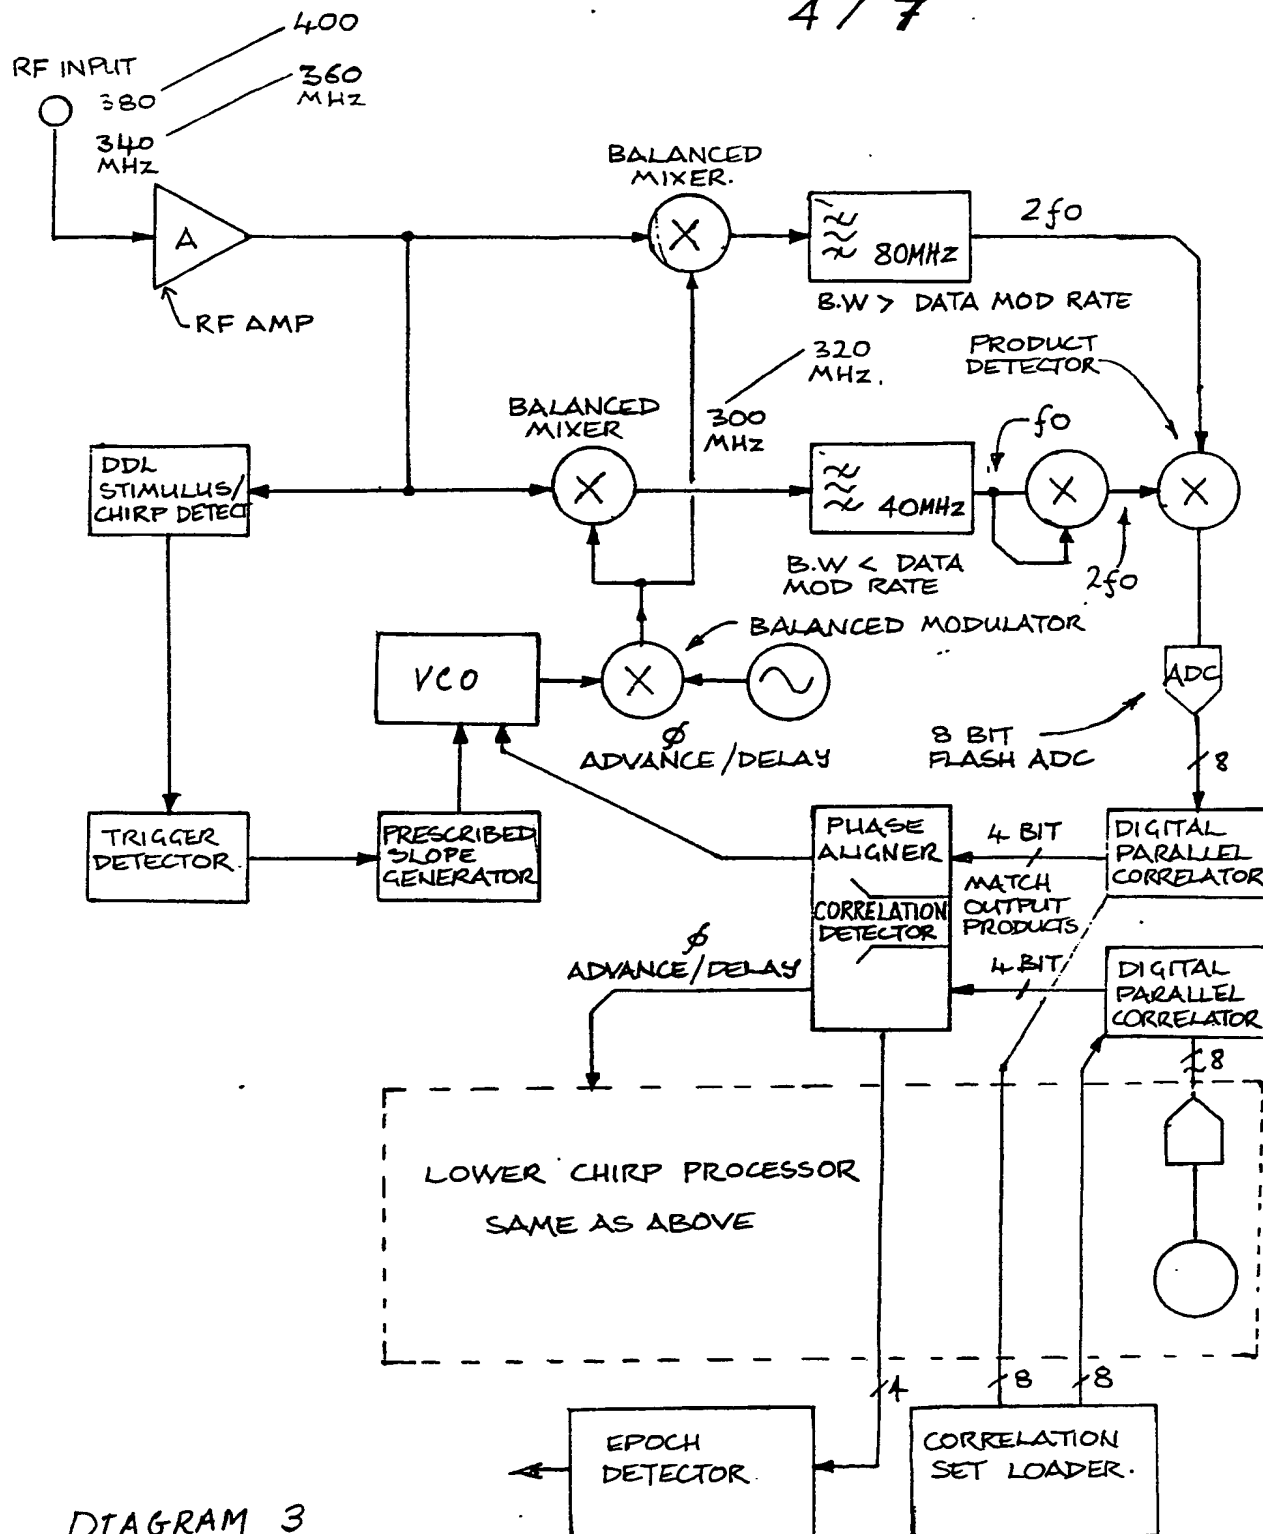 4/7
400
RF INPUT
380
360
MHZ
340
MHZ
BALANCED
MIXER.
A
X
80MHZ
2fo
RF AMP
B.W > DATA MOD RATE
320
MHZ.
PRODUCT
DETECTOR
BALANCED
MIXER
300
MHZ
fo
DDL
STIMULUS/
CHIRP DETECT
X
40MHZ
X
X
B.W < DATA
MOD RATE
2fo
BALANCED MODULATOR
VCO
X
ADC
ϕ
ADVANCE/DELAY
8 BIT
FLASH ADC
8
TRIGGER
DETECTOR.
PRESCRIBED
SLOPE
GENERATOR
PHASE
ALIGNER
4 BIT
DIGITAL
PARALLEL
CORRELATOR
MATCH
OUTPUT
PRODUCTS
CORRELATION
DETECTOR
ϕ
ADVANCE/DELAY
4 BIT
DIGITAL
PARALLEL
CORRELATOR
8
LOWER CHIRP PROCESSOR
SAME AS ABOVE
4
8
8
EPOCH
DETECTOR.
CORRELATION
SET LOADER.
DIAGRAM 3